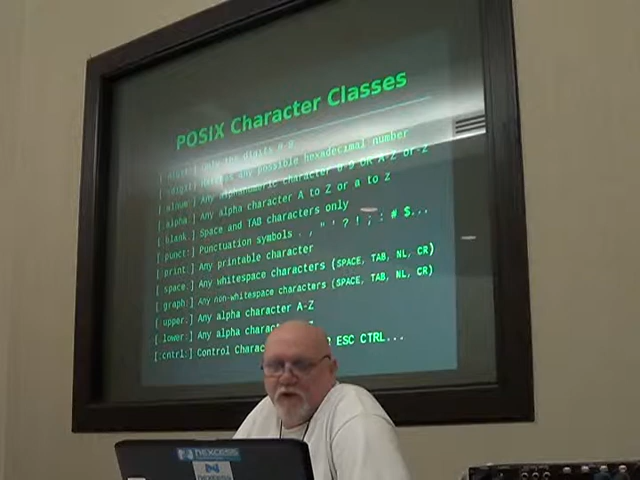 POSIX Character Classes
[:digit:] Only the digits 0-9
[:xdigit:] any possible hexadecimal number
[:alnum:] Any alphanumeric character 0-9 OR A-Z or -Z
[:alpha:] Any alpha character A to Z or a to z
[:blank:] Space and TAB characters only
[:punct:] Punctuation symbols . , " ' ? ! ; : # $...
[:print:] Any printable character
[:space:] Any whitespace characters (SPACE, TAB, NL, CR)
[:graph:] Any non-whitespace characters (SPACE, TAB, NL, CR)
[:upper:] Any alpha character A-Z
[:lower:] Any alpha
[:cntrl:] Control ESC CTRL...
NEXCESS
N